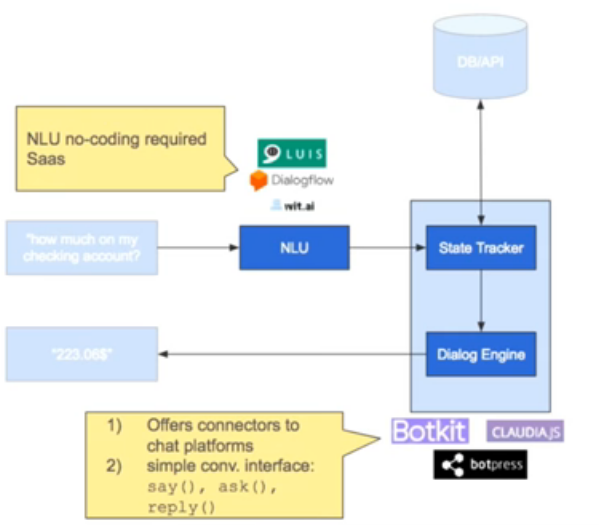 DB/API
NLU no-coding required
Saas
LUIS
Dialogflow
wit.ai
"how much on my
checking account?
NLU
State Tracker
"223.06$"
Dialog Engine
1) Offers connectors to
chat platforms
2) simple conv. interface:
say(), ask(),
reply()
Botkit
CLAUDIAJS
botpress